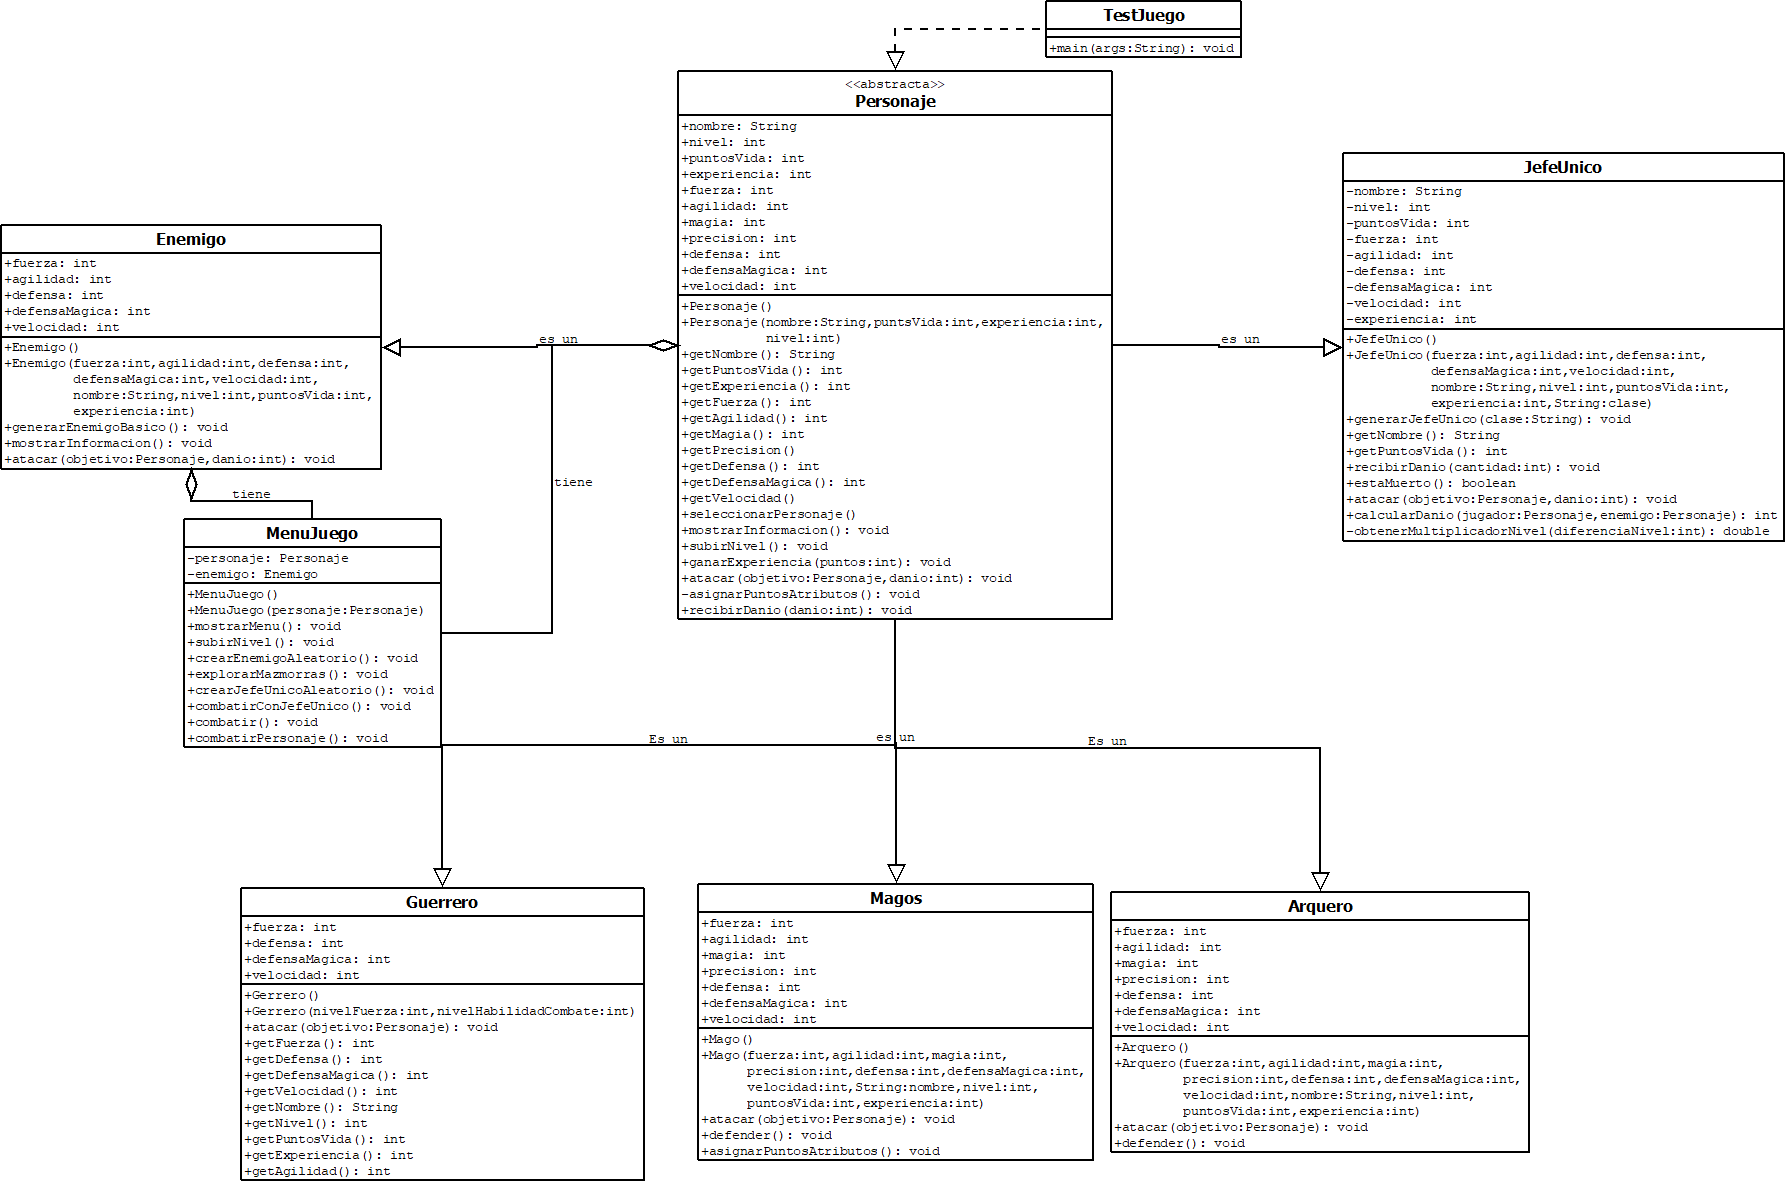 TestJuego
+main(args:String): void
<<abstracta>>
Personaje
+nombre: String
+nivel: int
+puntosVida: int
+experiencia: int
+fuerza: int
+agilidad: int
+magia: int
+precision: int
+defensa: int
+defensaMagica: int
+velocidad: int
+Personaje()
+Personaje(nombre:String,puntsVida:int,experiencia:int,
nivel:int)
+getNombre(): String
+getPuntosVida(): int
+getExperiencia(): int
+getFuerza(): int
+getAgilidad(): int
+getMagia(): int
+getPrecision()
+getDefensa(): int
+getDefensaMagica(): int
+getVelocidad()
+seleccionarPersonaje()
+mostrarInformacion(): void
+subirNivel(): void
+ganarExperiencia(puntos:int): void
+atacar(objetivo:Personaje,danio:int): void
-asignarPuntosAtributos(): void
+recibirDanio(danio:int): void
JefeUnico
-nombre: String
-nivel: int
-puntosVida: int
-fuerza: int
-agilidad: int
-defensa: int
-defensaMagica: int
-velocidad: int
-experiencia: int
+JefeUnico()
+JefeUnico(fuerza:int,agilidad:int,defensa:int,
defensaMagica:int,velocidad:int,
nombre:String,nivel:int,puntosVida:int,
experiencia:int,String:clase)
+generarJefeUnico(clase:String): void
+getNombre(): String
+getPuntosVida(): int
+recibirDanio(cantidad:int): void
+estaMuerto(): boolean
+atacar(objetivo:Personaje,danio:int): void
+calcularDanio(jugador:Personaje,enemigo:Personaje): int
-obtenerMultiplicadorNivel(diferenciaNivel:int): double
Enemigo
+fuerza: int
+agilidad: int
+defensa: int
+defensaMagica: int
+velocidad: int
+Enemigo()
+Enemigo(fuerza:int,agilidad:int,defensa:int,
defensaMagica:int,velocidad:int,
nombre:String,nivel:int,puntosVida:int,
experiencia:int)
+generarEnemigoBasico(): void
+mostrarInformacion(): void
+atacar(objetivo:Personaje,danio:int): void
es un
es un
tiene
tiene
MenuJuego
-personaje: Personaje
-enemigo: Enemigo
+MenuJuego()
+MenuJuego(personaje:Personaje)
+mostrarMenu(): void
+subirNivel(): void
+crearEnemigoAleatorio(): void
+explorarMazmorras(): void
+crearJefeUnicoAleatorio(): void
+combatirConJefeUnico(): void
+combatir(): void
+combatirPersonaje(): void
Es un
es un
Es un
Guerrero
+fuerza: int
+defensa: int
+defensaMagica: int
+velocidad: int
+Gerrero()
+Gerrero(nivelFuerza:int,nivelHabilidadCombate:int)
+atacar(objetivo:Personaje): void
+getFuerza(): int
+getDefensa(): int
+getDefensaMagica(): int
+getVelocidad(): int
+getNombre(): String
+getNivel(): int
+getPuntosVida(): int
+getExperiencia(): int
+getAgilidad(): int
Magos
+fuerza: int
+agilidad: int
+magia: int
+precision: int
+defensa: int
+defensaMagica: int
+velocidad: int
+Mago()
+Mago(fuerza:int,agilidad:int,magia:int,
precision:int,defensa:int,defensaMagica:int,
velocidad:int,String:nombre,nivel:int,
puntosVida:int,experiencia:int)
+atacar(objetivo:Personaje): void
+defender(): void
+asignarPuntosAtributos(): void
Arquero
+fuerza: int
+agilidad: int
+magia: int
+precision: int
+defensa: int
+defensaMagica: int
+velocidad: int
+Arquero()
+Arquero(fuerza:int,agilidad:int,magia:int,
precision:int,defensa:int,defensaMagica:int,
velocidad:int,nombre:String,nivel:int,
puntosVida:int,experiencia:int)
+atacar(objetivo:Personaje): void
+defender(): void